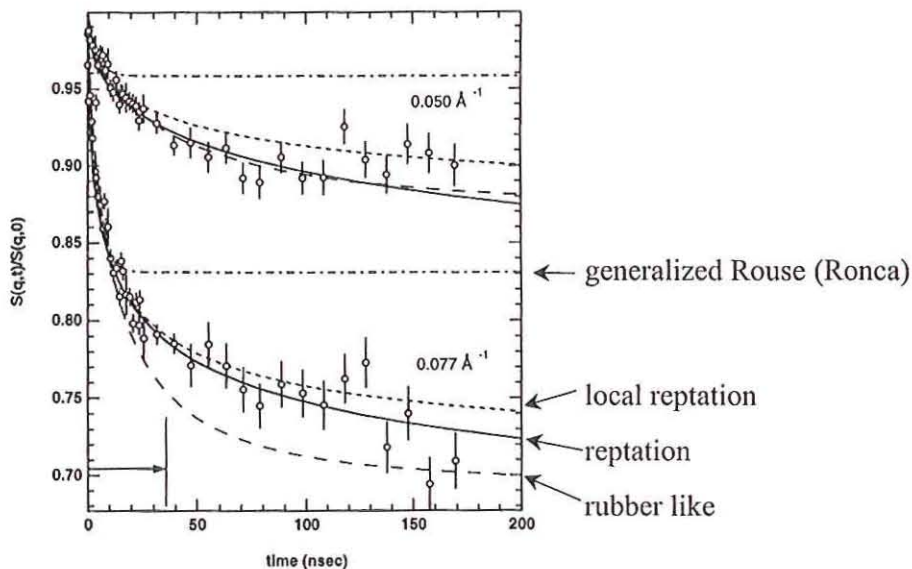 0.95
0.050 Å⁻¹
0.90
0.85
S(q,t)/S(q,0)
generalized Rouse (Ronca)
0.80
0.077 Å⁻¹
0.75
local reptation
reptation
0.70
rubber like
0 50 100 150 200
time (nsec)